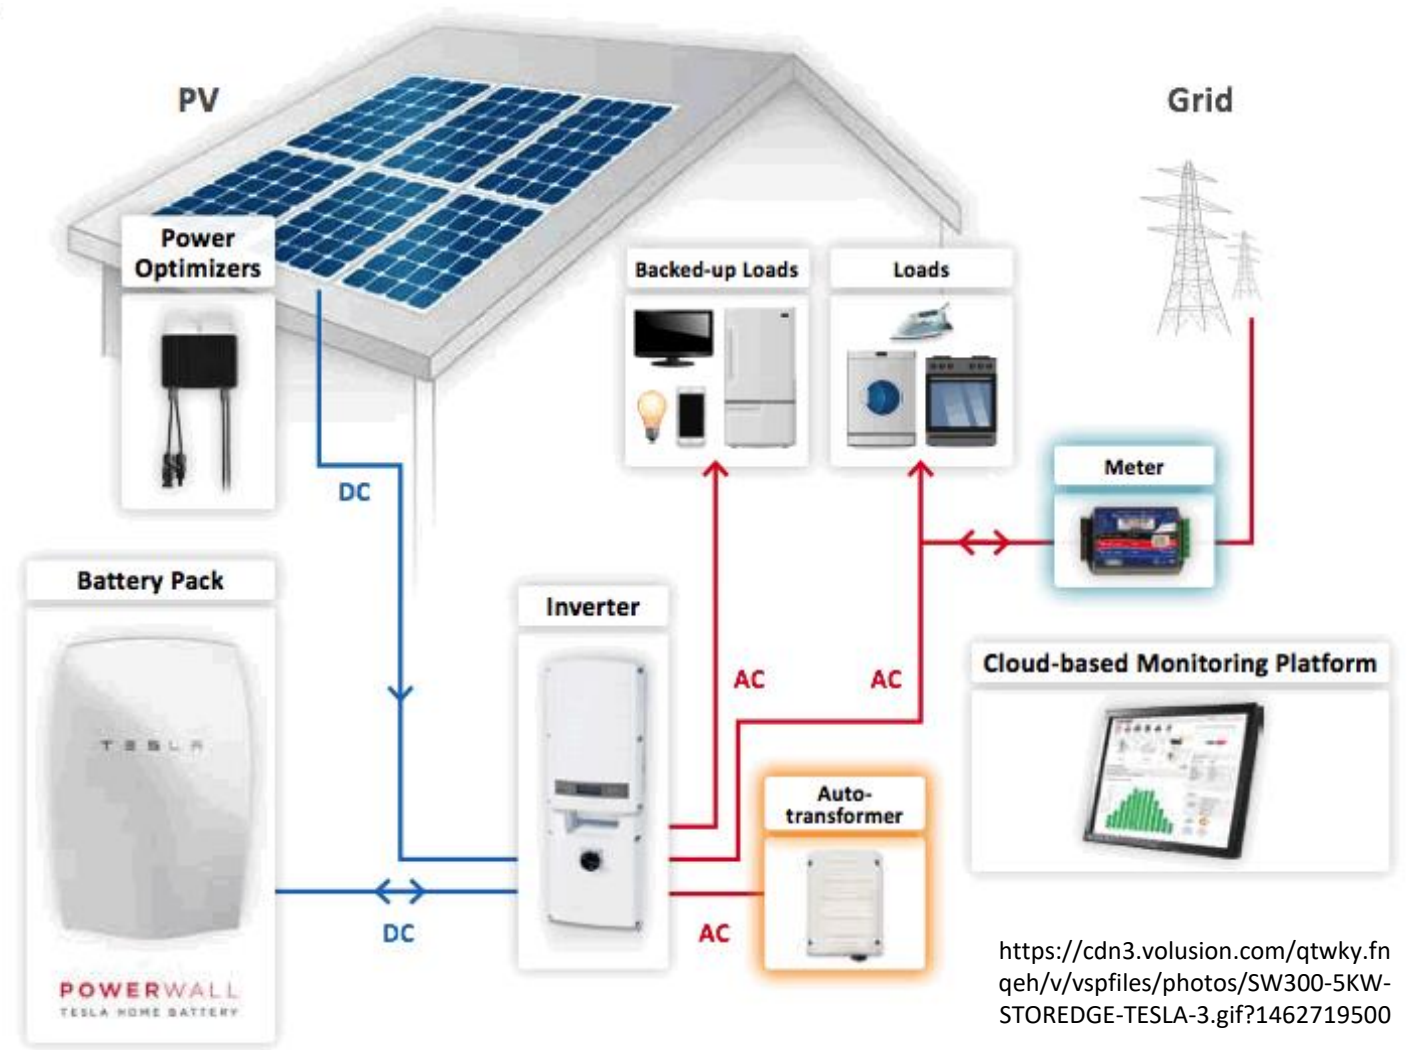 PV
Grid
Power
Optimizers
Backed-up Loads
Loads
DC
Meter
Battery Pack
Inverter
TESLA
AC
AC
Cloud-based Monitoring Platform
Auto-
transformer
DC
AC
POWERWALL
TESLA HOME BATTERY
https://cdn3.volusion.com/qtwky.fn
qeh/v/vspfiles/photos/SW300-5KW-
STOREDGE-TESLA-3.gif?1462719500